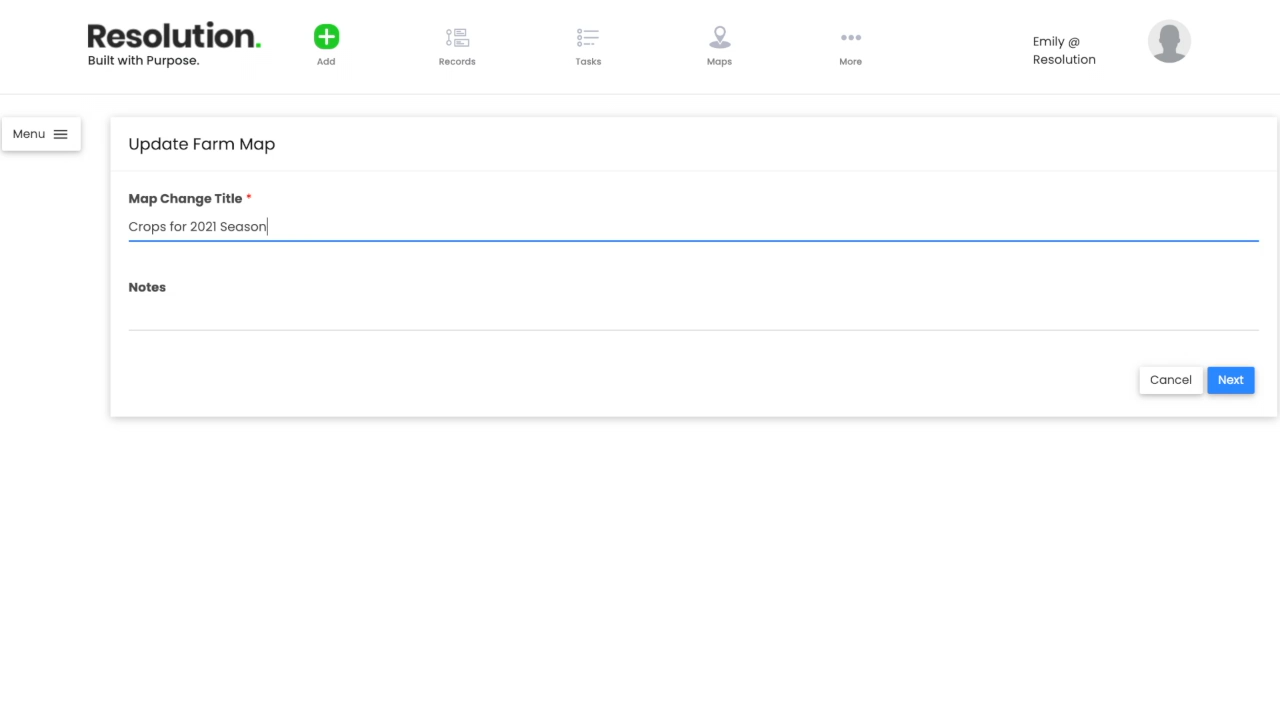 Resolution.
Built with Purpose.
Add
Records
Tasks
Maps
More
Emily @
Resolution
Menu
Update Farm Map
Map Change Title *
Crops for 2021 Season
Notes
Cancel
Next